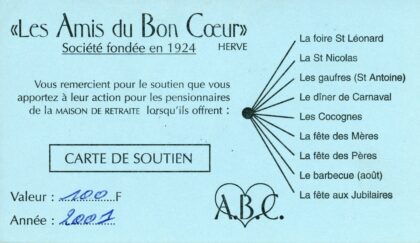 «Les Amis du Bon Cœur»
Société fondée en 1924 HERVE
Vous remercient pour le soutien que vous
apportez à leur action pour les pensionnaires
de la MAISON DE RETRAITE lorsqu'ils offrent :
La foire St Léonard
La St Nicolas
Les gaufres (St Antoine)
Le dîner de Carnaval
Les Cocognes
La fête des Mères
La fête des Pères
Le barbecue (août)
La fête aux Jubilaires
CARTE DE SOUTIEN
Valeur : 100 F
Année : 2001
A.B.C.